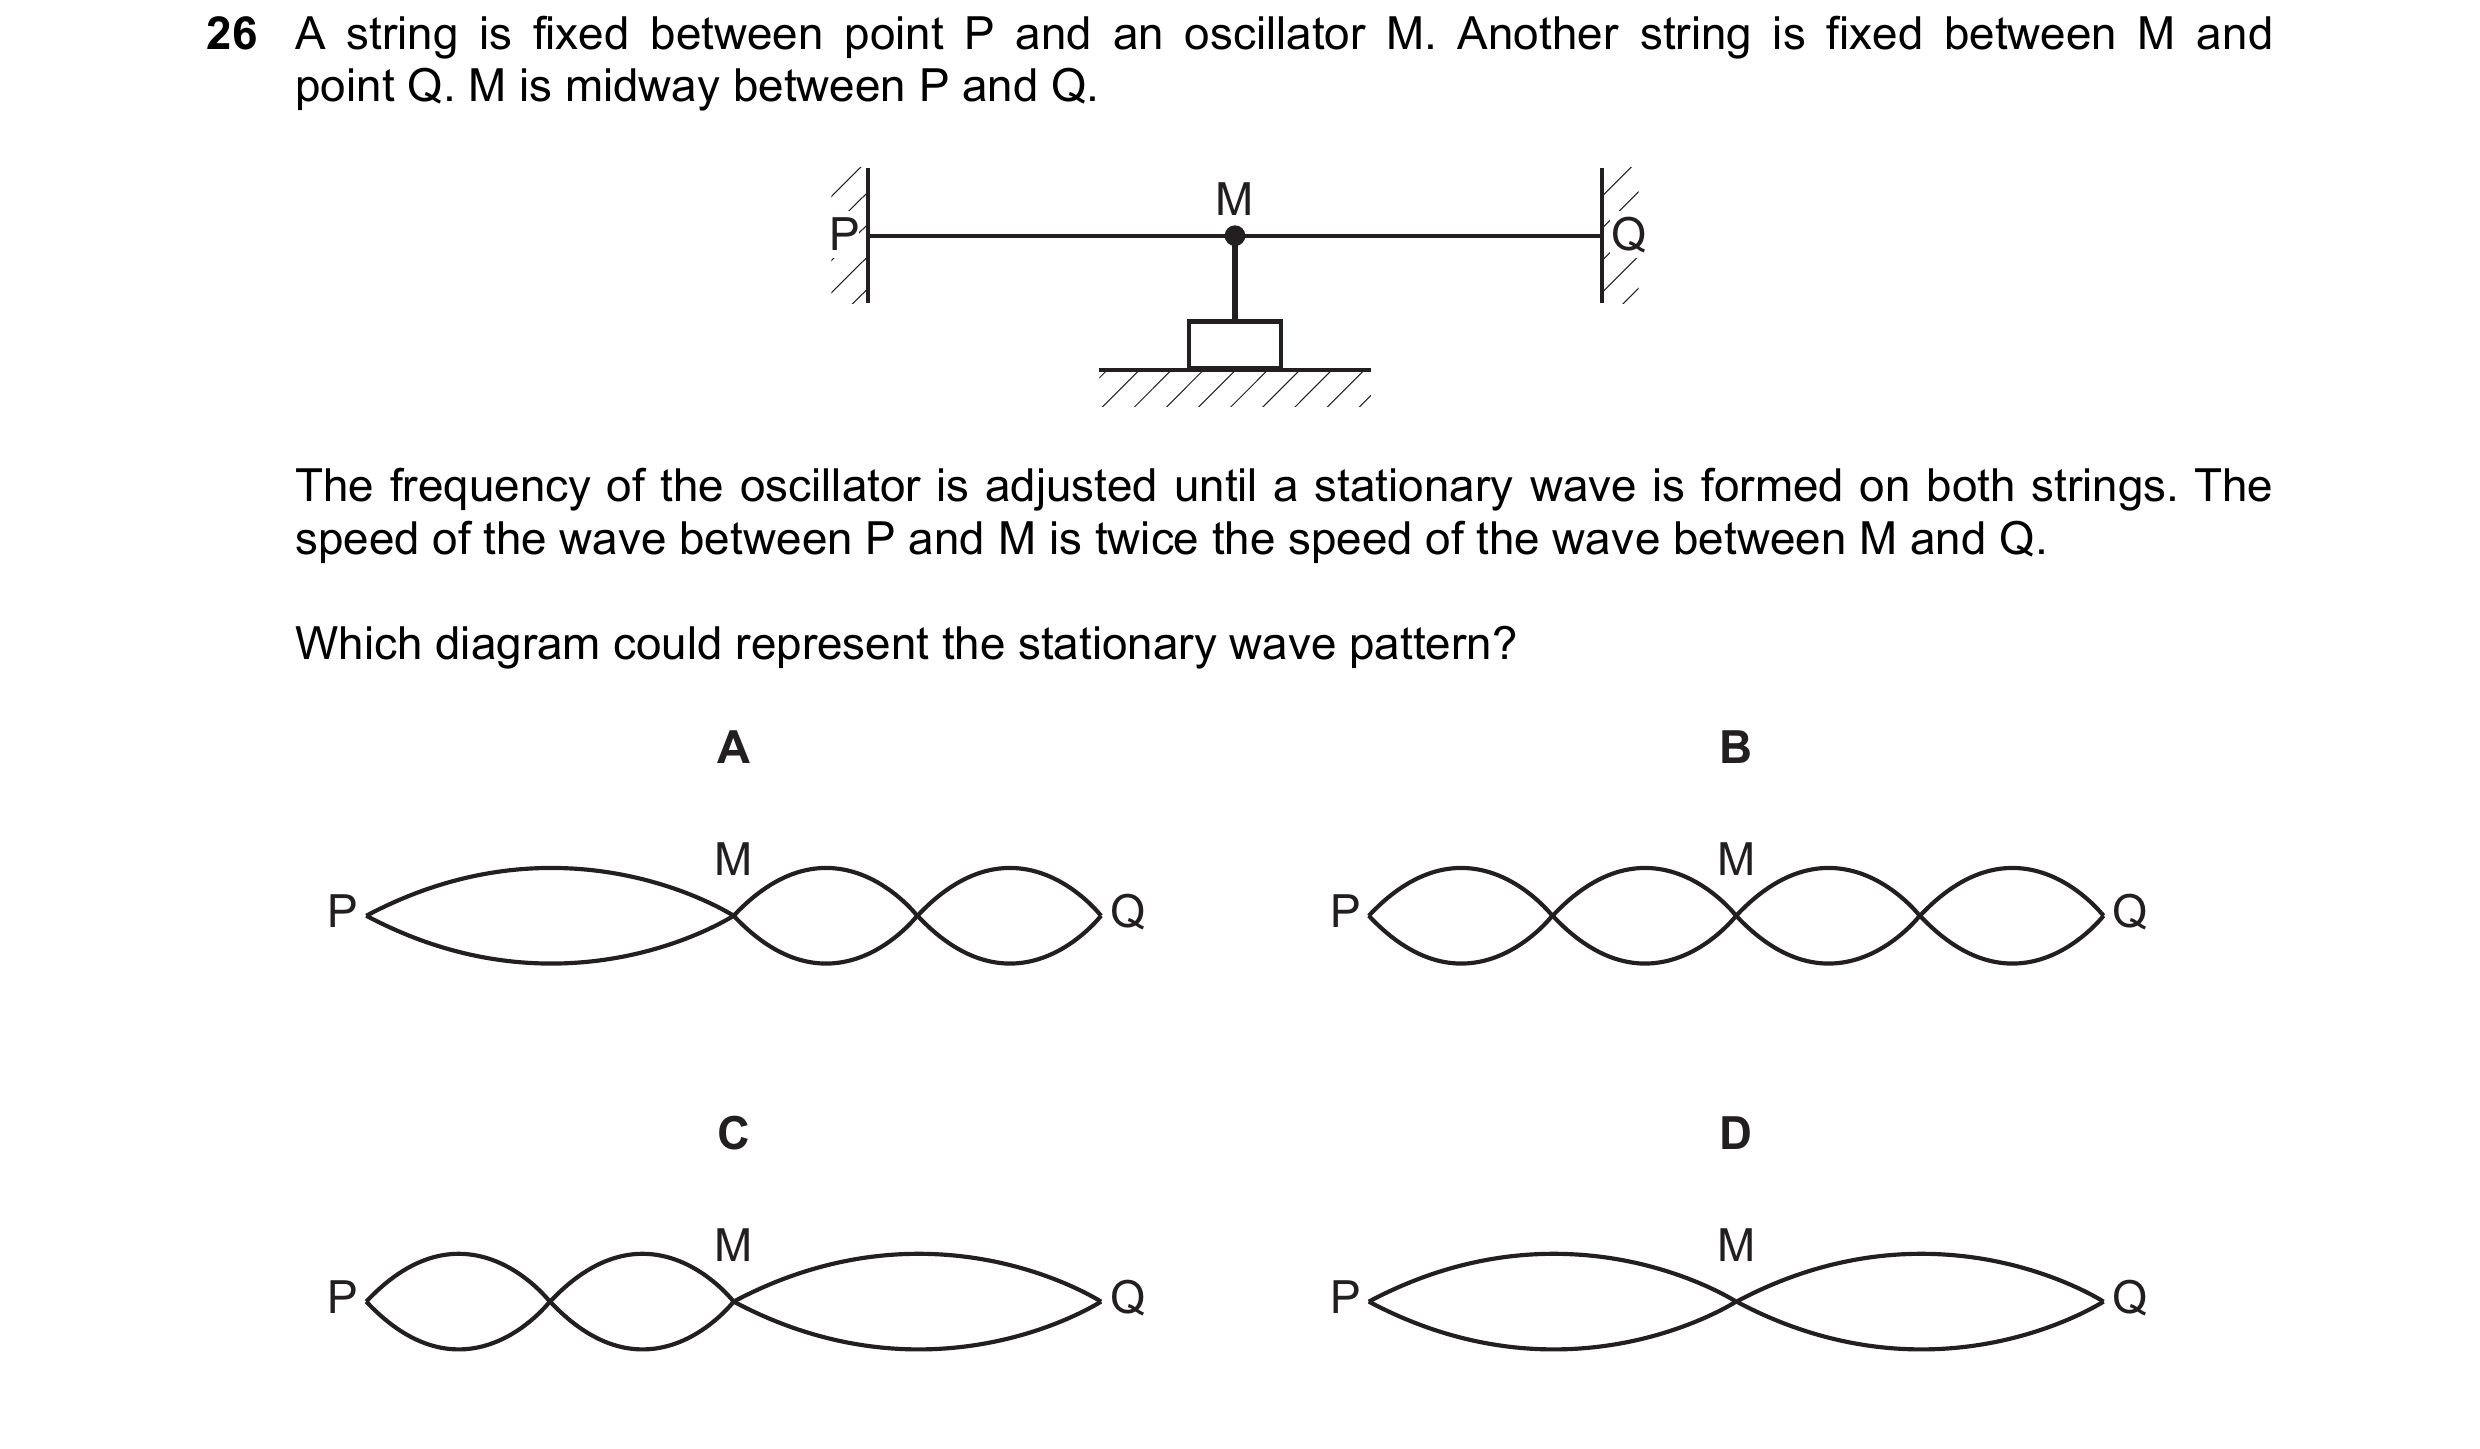 26 A string is fixed between point P and an oscillator M. Another string is fixed between M and
point Q. M is midway between P and Q.
M
P Q
The frequency of the oscillator is adjusted until a stationary wave is formed on both strings. The
speed of the wave between P and M is twice the speed of the wave between M and Q.
Which diagram could represent the stationary wave pattern?
A B
M M
P Q P Q
C D
M M
P Q P Q